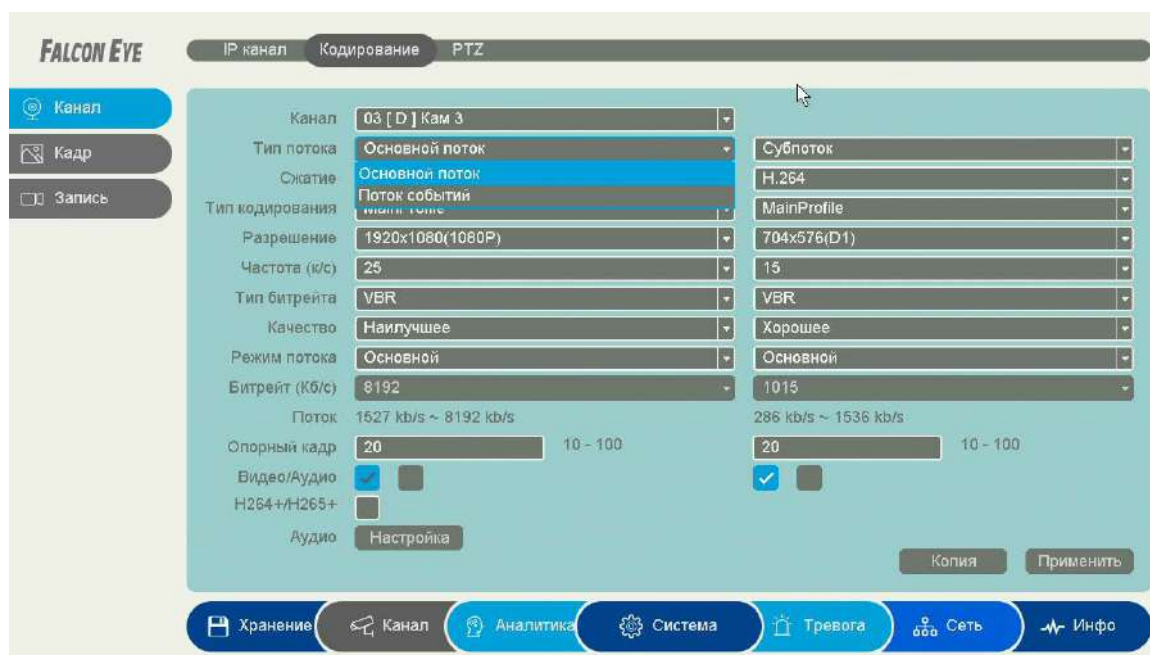 FALCON EYE
IP канал Кодирование PTZ
Канал
Кадр
Запись
Канал 03 [ D ] Кам 3
Тип потока Основной поток Субпоток
Основной поток
Поток событий
Сжатие H.264
Тип кодирования MainProfile
Разрешение 1920x1080(1080P) 704x576(D1)
Частота (к/с) 25 15
Тип битрейта VBR VBR
Качество Наилучшее Хорошее
Режим потока Основной Основной
Битрейт (Кб/с) 8192 1015
Поток 1527 kb/s ~ 8192 kb/s 286 kb/s ~ 1536 kb/s
Опорный кадр 20 10 - 100 20 10 - 100
Видео/Аудио
H264+/H265+
Аудио Настройка
Копия Применить
Хранение Канал Аналитика Система Тревога Сеть Инфо